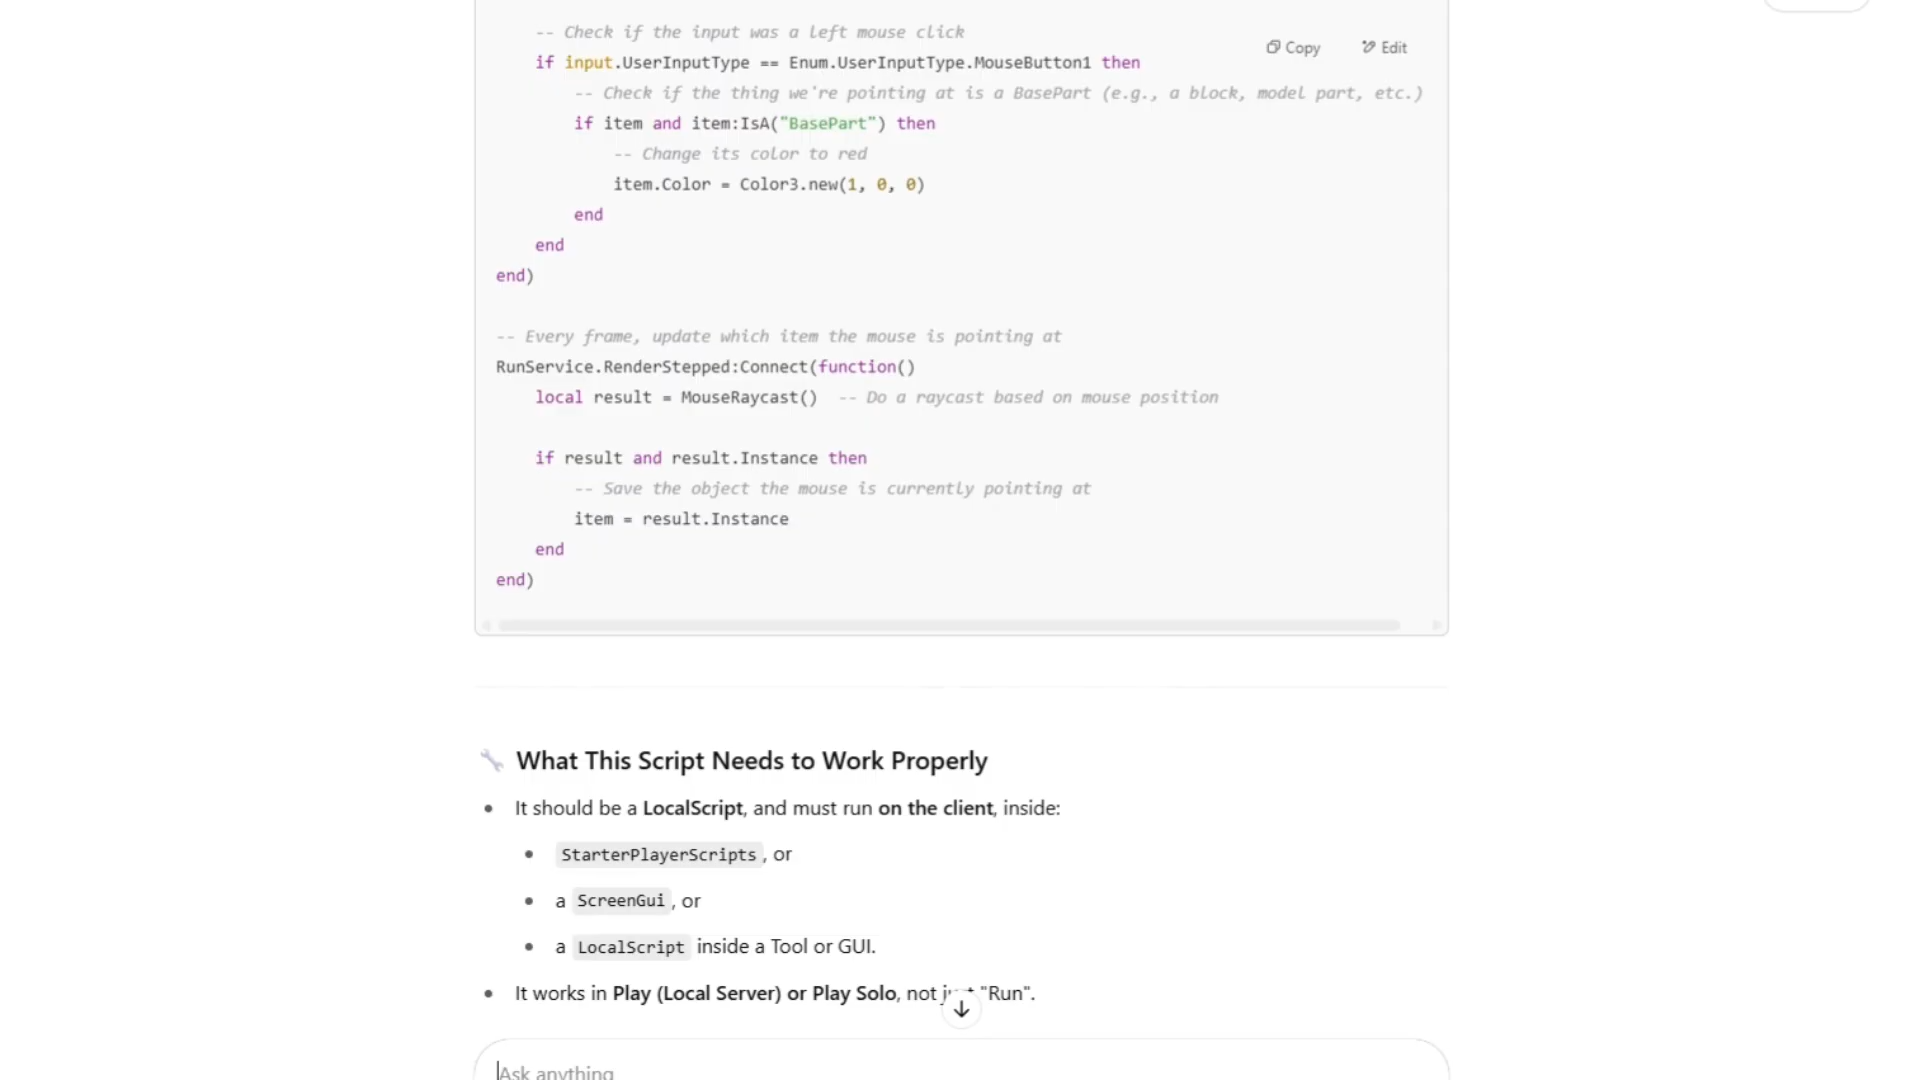 -- Check if the input was a left mouse click
Copy
Edit
if input.UserInputType == Enum.UserInputType.MouseButton1 then
-- Check if the thing we're pointing at is a BasePart (e.g., a block, model part, etc.)
if item and item:IsA("BasePart") then
-- Change its color to red
item.Color = Color3.new(1, 0, 0)
end
end
end)
-- Every frame, update which item the mouse is pointing at
RunService.RenderStepped:Connect(function()
local result = MouseRaycast() -- Do a raycast based on mouse position
if result and result.Instance then
-- Save the object the mouse is currently pointing at
item = result.Instance
end
end)
What This Script Needs to Work Properly
• It should be a LocalScript, and must run on the client, inside:
• StarterPlayerScripts, or
• a ScreenGui, or
• a LocalScript inside a Tool or GUI.
• It works in Play (Local Server) or Play Solo, not just "Run".
Ask anything